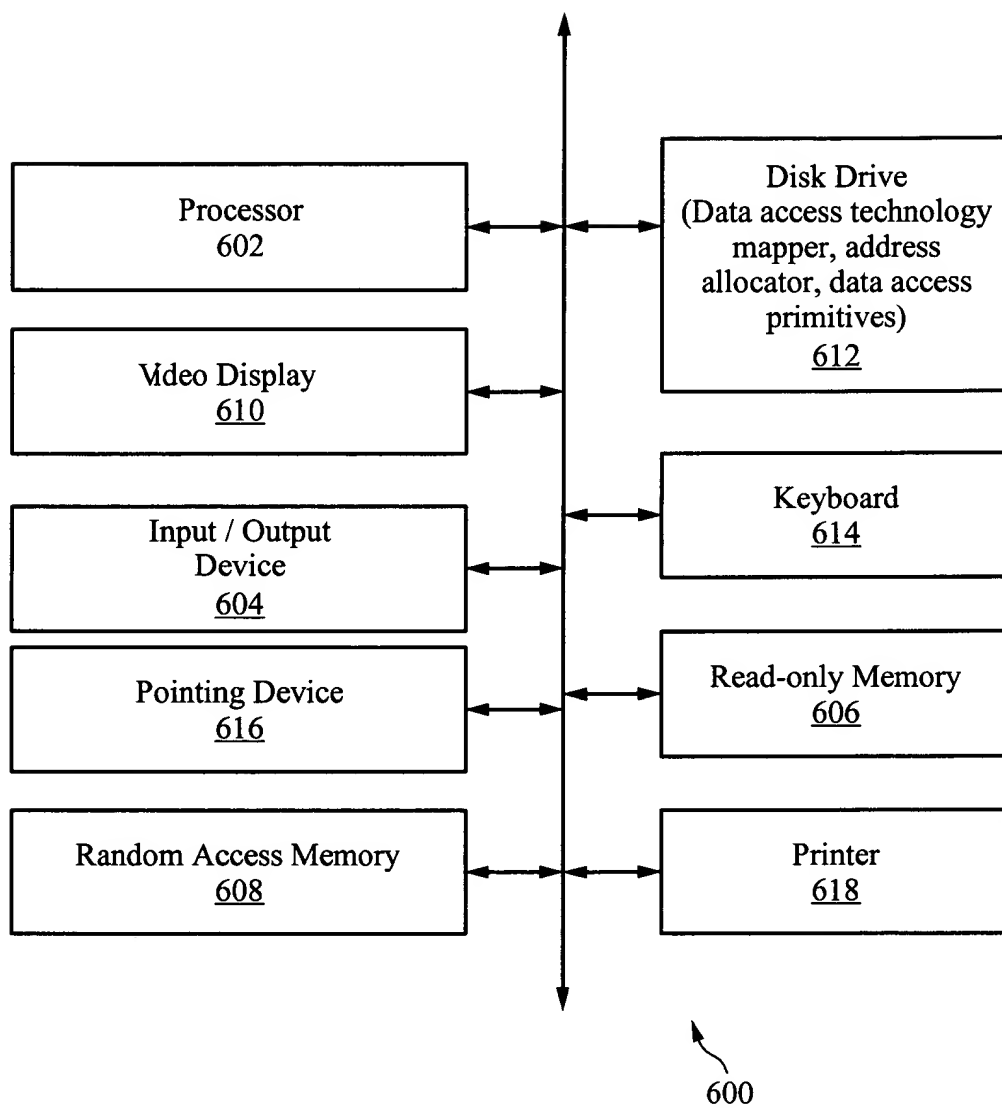 Processor
602
Video Display
610
Input / Output
Device
604
Pointing Device
616
Random Access Memory
608
Disk Drive
(Data access technology
mapper, address
allocator, data access
primitives)
612
Keyboard
614
Read-only Memory
606
Printer
618
600